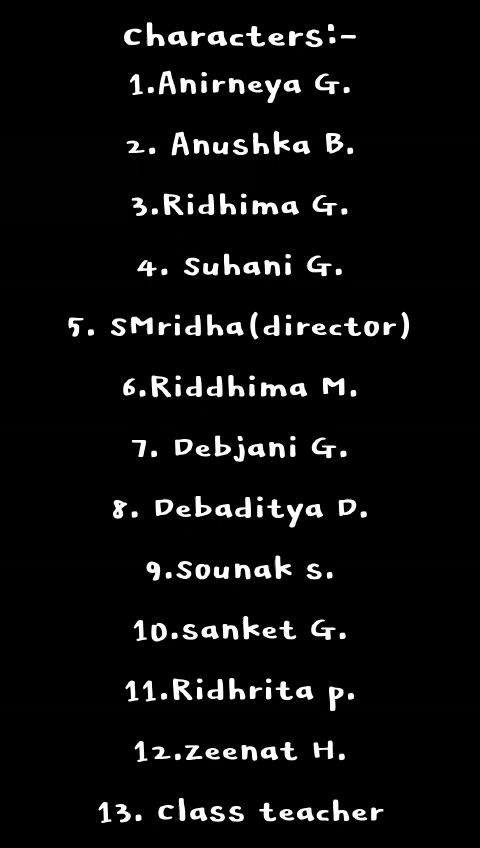 Characters:-
1.Anirneya G.
2. Anushka B.
3.Ridhima G.
4. Suhani G.
5. SMridha(director)
6.Riddhima M.
7. Debjani G.
8. Debaditya D.
9.Sounak s.
10.sanket G.
11.Ridhrita p.
12.zeenat H.
13. Class teacher